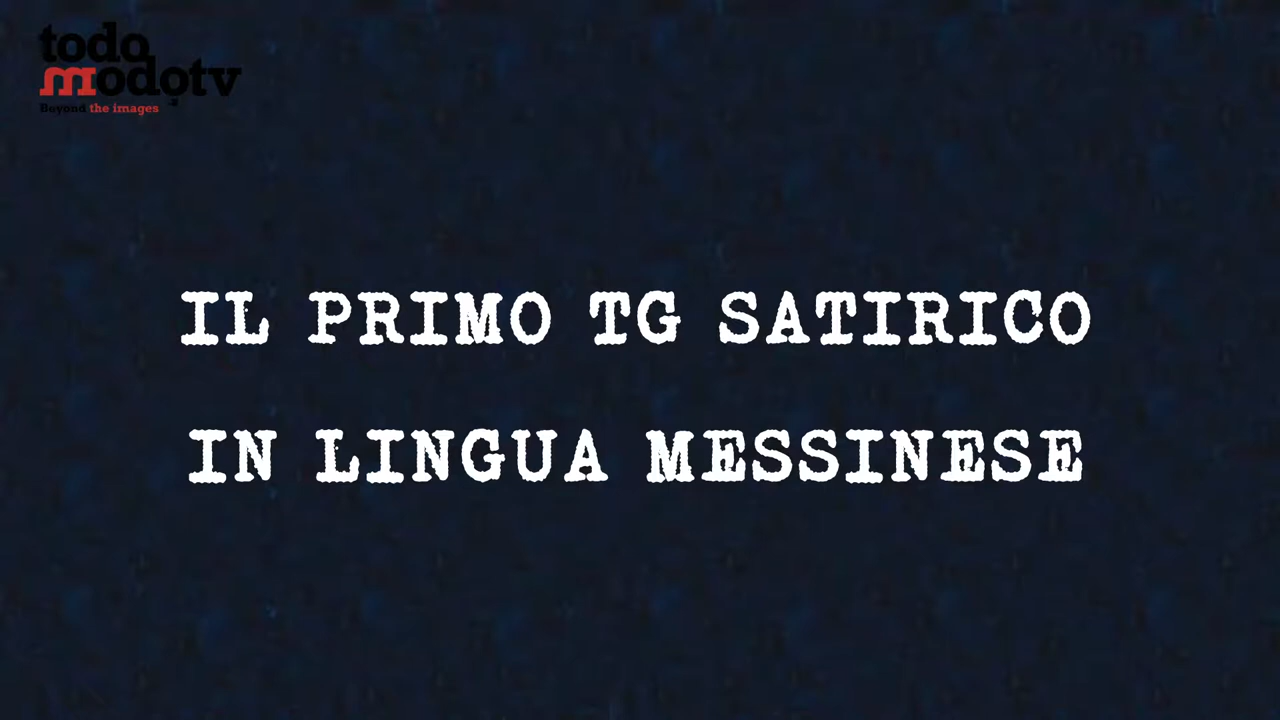 todo
modotv
Beyond the images
IL PRIMO TG SATIRICO
IN LINGUA MESSINESE